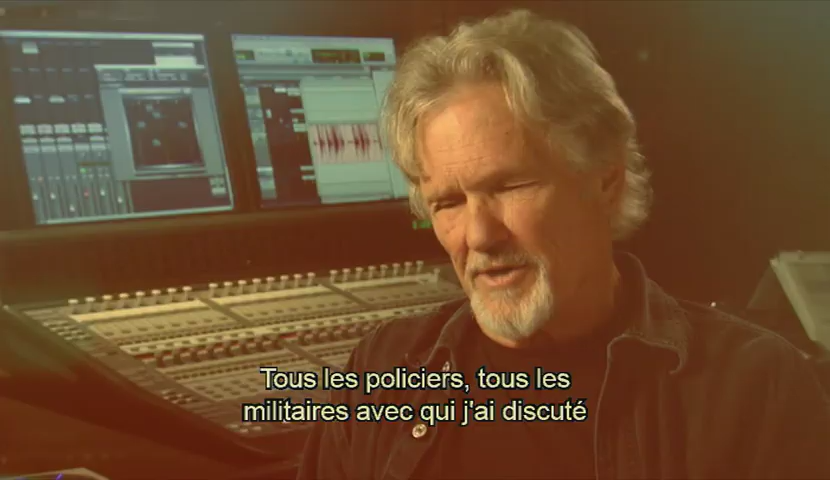 Tous les policiers, tous les
militaires avec qui j'ai discuté